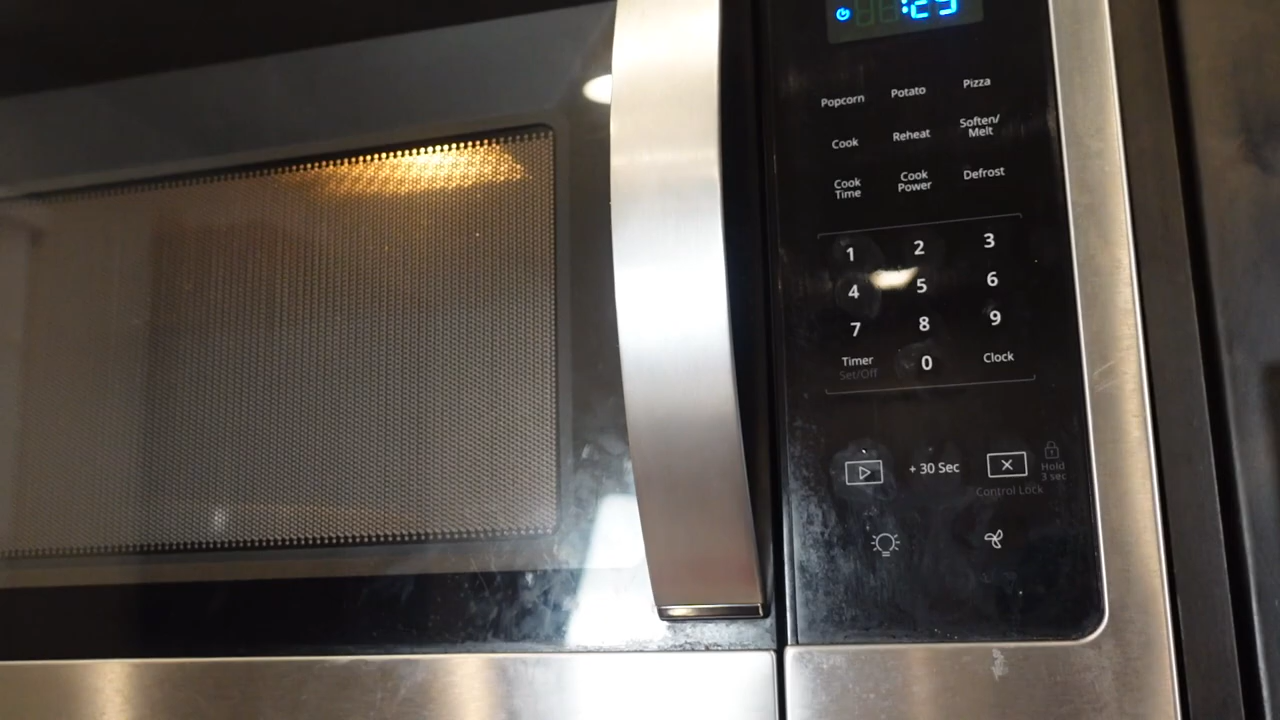 :29
Popcorn Potato Pizza
Cook Reheat Soften/
Melt
Cook Cook Defrost
Time Power
1 2 3
4 5 6
7 8 9
Timer 0 Clock
Set/Off
+ 30 Sec
Hold
3 sec
Control Lock